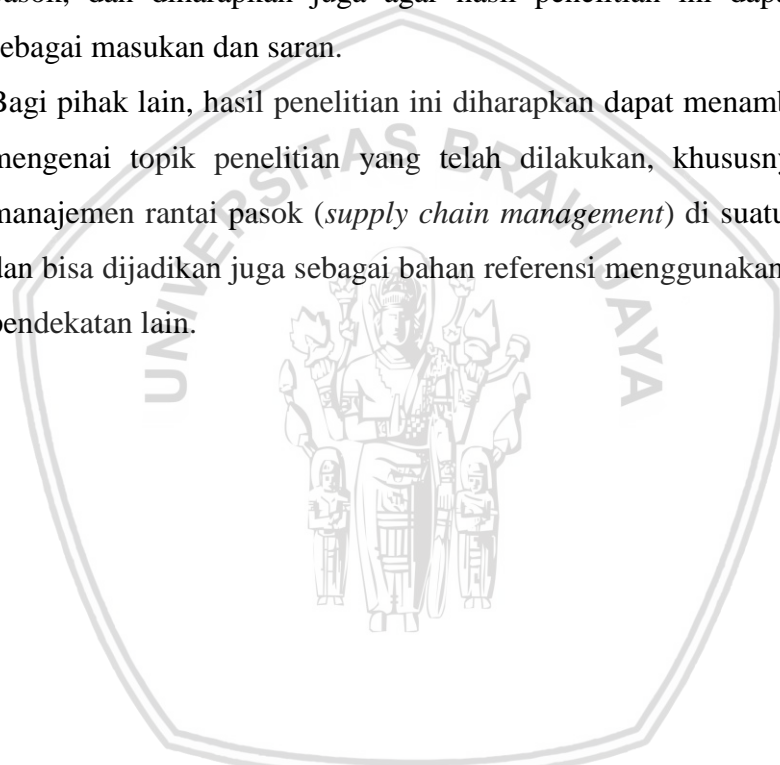 pasok, dan diharapkan juga agar hasil penelitian ini dapa
sebagai masukan dan saran.
Bagi pihak lain, hasil penelitian ini diharapkan dapat menamb
mengenai topik penelitian yang telah dilakukan, khususny
manajemen rantai pasok (supply chain management) di suatu
dan bisa dijadikan juga sebagai bahan referensi menggunakan
pendekatan lain.
UNIVERSITAS BRAWIJAYA